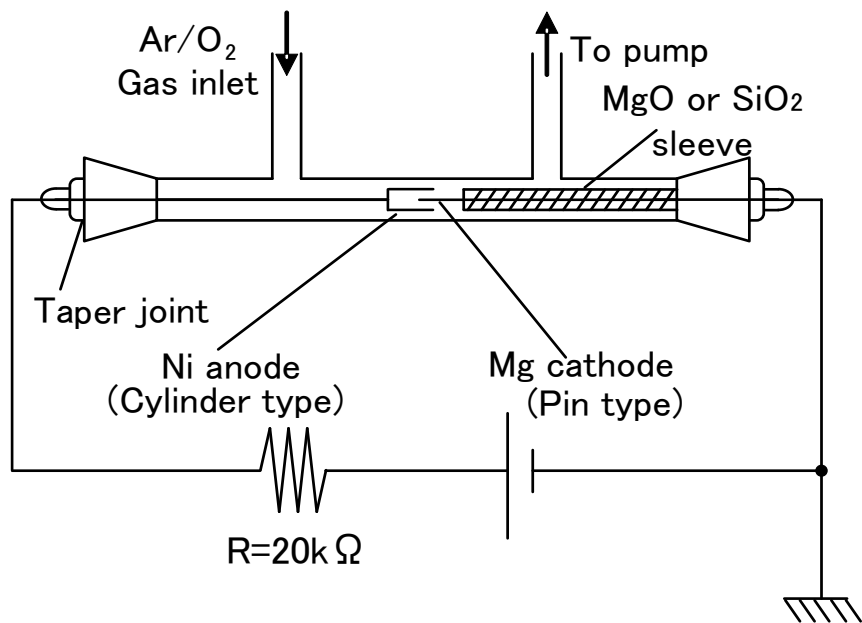 Ar/O₂
Gas inlet
To pump
MgO or SiO₂
sleeve
Taper joint
Ni anode
(Cylinder type)
Mg cathode
(Pin type)
R=20kΩ